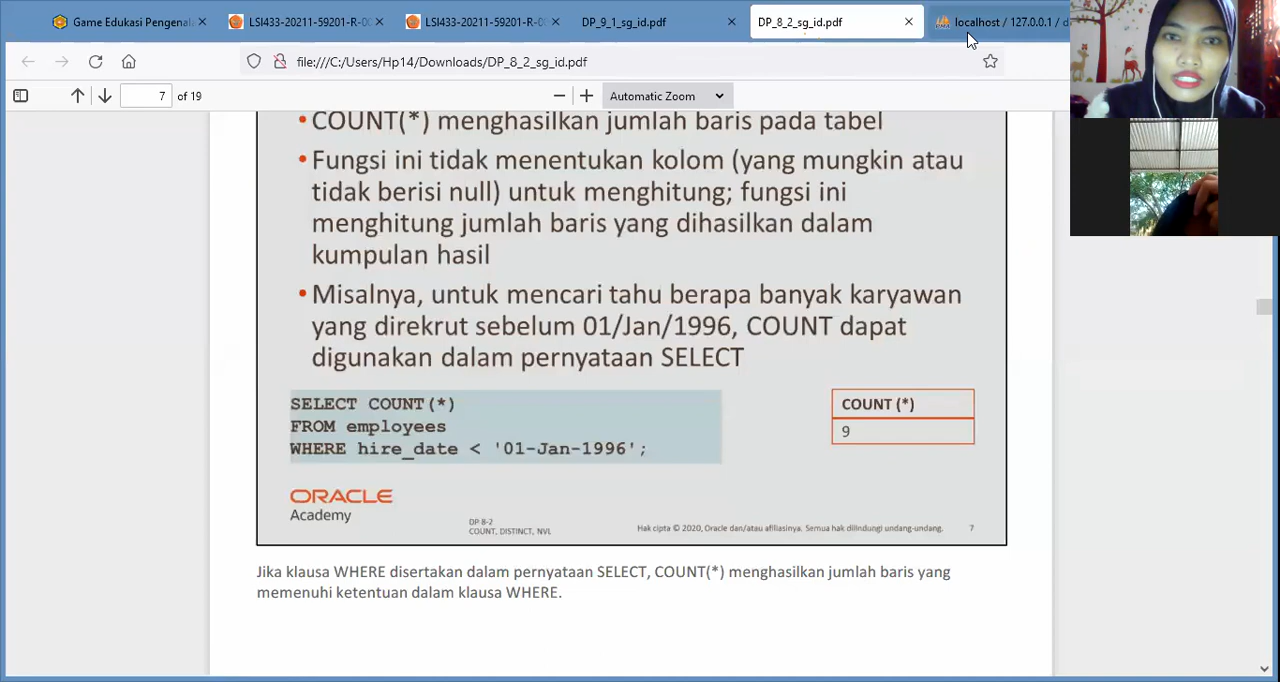 Game Edukasi Pengenal
LSI433-20211-59201-R-0
LSI433-20211-59201-R-0
DP_9_1_sg_id.pdf
DP_8_2_sg_id.pdf
localhost / 127.0.0.1 / d
file:///C:/Users/Hp14/Downloads/DP_8_2_sg_id.pdf
7 of 19
Automatic Zoom
•COUNT(*) menghasilkan jumlah baris pada tabel
•Fungsi ini tidak menentukan kolom (yang mungkin atau
tidak berisi null) untuk menghitung; fungsi ini
menghitung jumlah baris yang dihasilkan dalam
kumpulan hasil
•Misalnya, untuk mencari tahu berapa banyak karyawan
yang direkrut sebelum 01/Jan/1996, COUNT dapat
digunakan dalam pernyataan SELECT
SELECT COUNT(*)
FROM employees
WHERE hire_date < '01-Jan-1996';
COUNT (*)
9
ORACLE
Academy
DP 8-2
COUNT, DISTINCT, NVL
Hak cipta © 2020, Oracle dan/atau afiliasinya. Semua hak dilindungi undang-undang.
7
Jika klausa WHERE disertakan dalam pernyataan SELECT, COUNT(*) menghasilkan jumlah baris yang
memenuhi ketentuan dalam klausa WHERE.